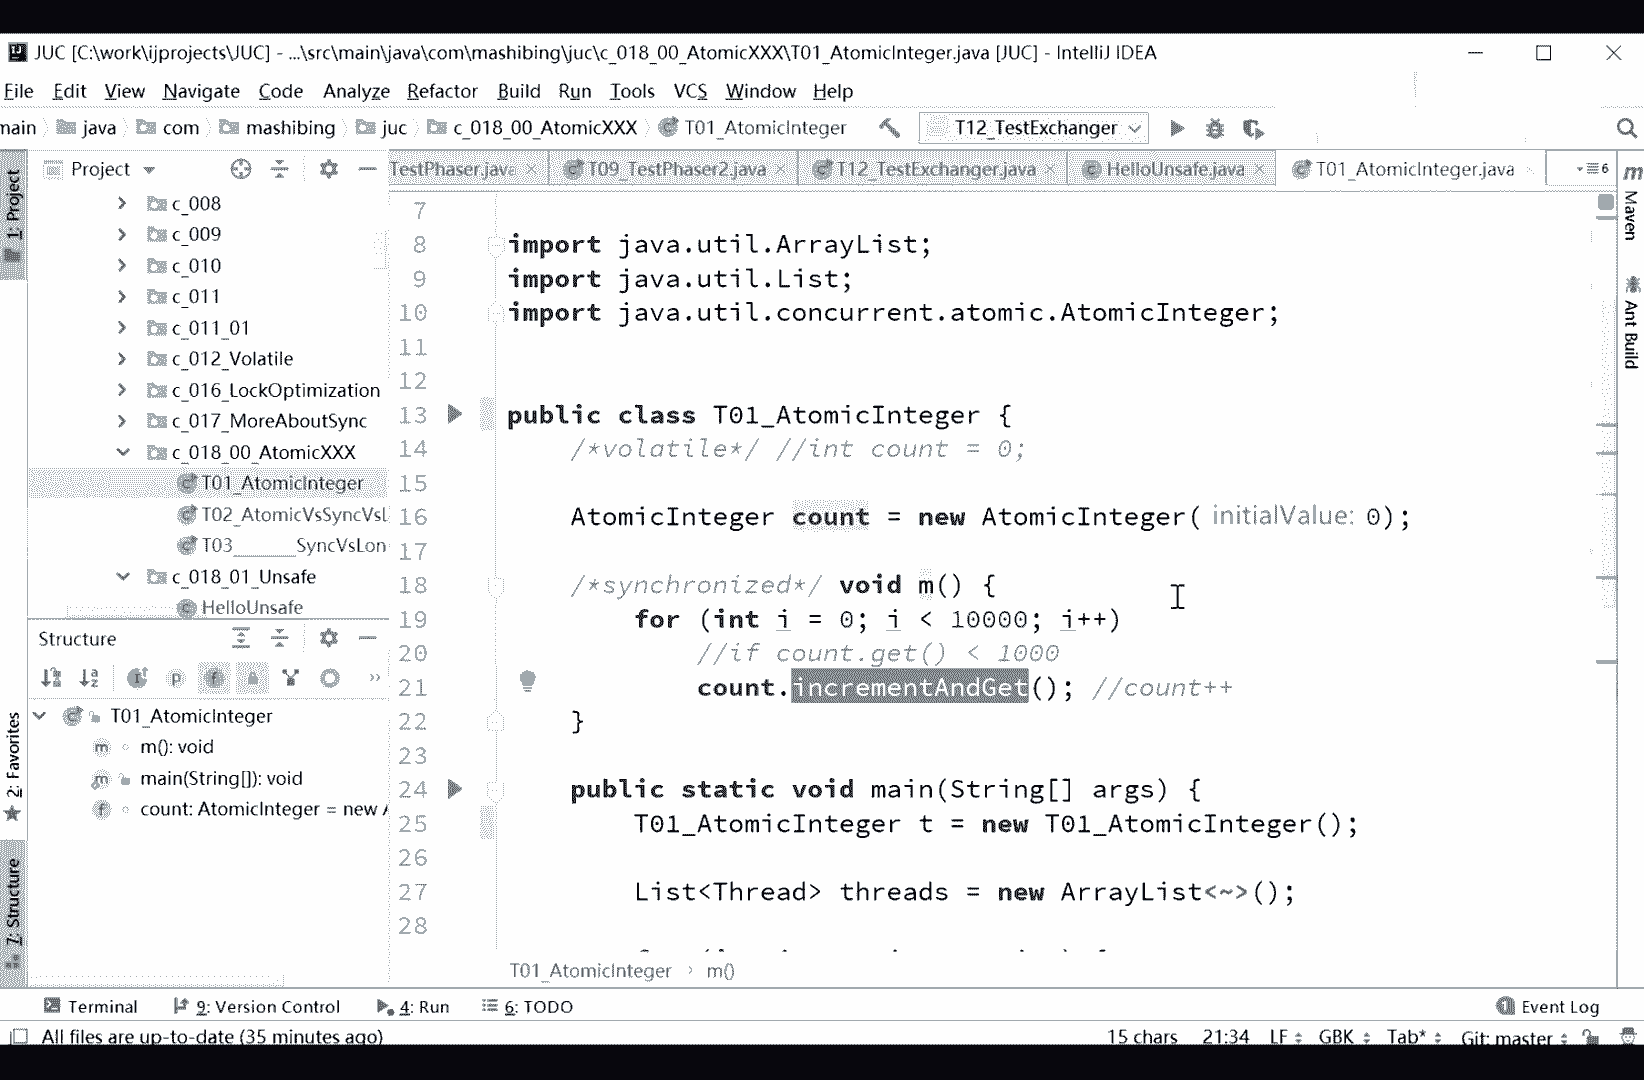 JUC [C:\work\ijprojects\JUC] - ...\src\main\java\com\mashibing\juc\c_018_00_AtomicXXX\T01_AtomicInteger.java [JUC] - IntelliJ IDEA
File Edit View Navigate Code Analyze Refactor Build Run Tools VCS Window Help
main java com mashibing juc c_018_00_AtomicXXX T01_AtomicInteger T12_TestExchanger
1: Project
Project
TestPhaser.java T09_TestPhaser2.java T12_TestExchanger.java HelloUnsafe.java T01_AtomicInteger.java 6
Maven
Ant Build
c_008
c_009
c_010
c_011
c_011_01
c_012_Volatile
c_016_LockOptimization
c_017_MoreAboutSync
c_018_00_AtomicXXX
T01_AtomicInteger
T02_AtomicVsSyncVsL
T03______SyncVsLon
c_018_01_Unsafe
HelloUnsafe
Structure
T01_AtomicInteger
m(): void
main(String[]): void
count: AtomicInteger = new A
2: Favorites
7: Structure
7
8 import java.util.ArrayList;
9 import java.util.List;
10 import java.util.concurrent.atomic.AtomicInteger;
11
12
13 public class T01_AtomicInteger {
14 /*volatile*/ //int count = 0;
15
16 AtomicInteger count = new AtomicInteger( initialValue: 0);
17
18 /*synchronized*/ void m() {
19 for (int i = 0; i < 10000; i++)
20 //if count.get() < 1000
21 count.incrementAndGet(); //count++
22 }
23
24 public static void main(String[] args) {
25 T01_AtomicInteger t = new T01_AtomicInteger();
26
27 List<Thread> threads = new ArrayList<~>();
28
T01_AtomicInteger › m()
Terminal 9: Version Control 4: Run 6: TODO 1 Event Log
All files are up-to-date (35 minutes ago) 15 chars 21:34 LF GBK Tab* Git: master